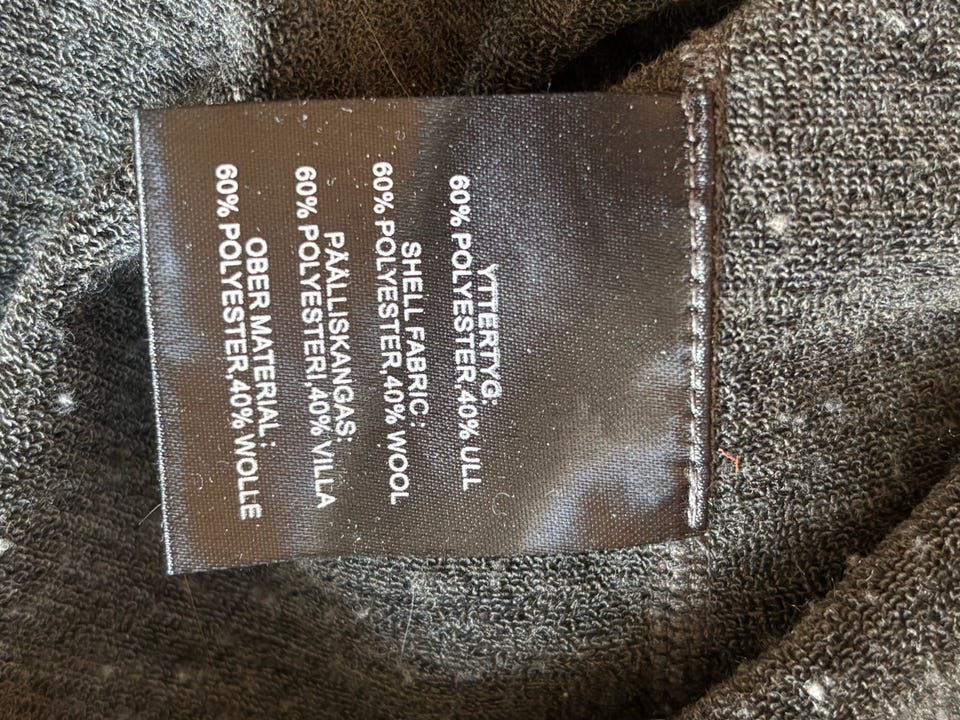 YTTERTYG:
60% POLYESTER,40% ULL
SHELL FABRIC:
60% POLYESTER,40% WOOL
PÄÄLLISKANGAS:
60% POLYESTERI,40% VILLA
OBER MATERIAL :
60% POLYESTER,40% WOLLE